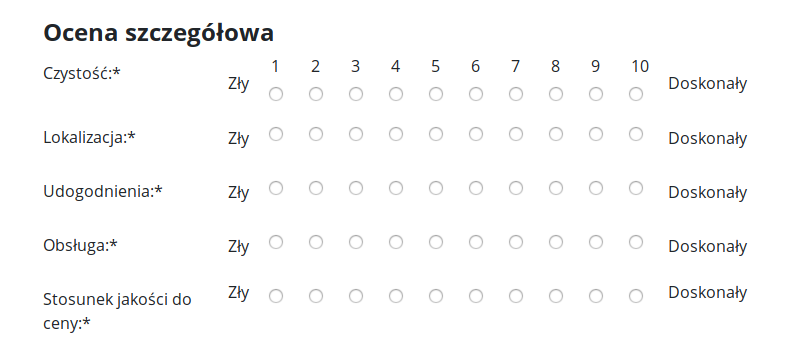 Ocena szczegółowa
1 2 3 4 5 6 7 8 9 10
Czystość:* Zły Doskonały
Lokalizacja:* Zły Doskonały
Udogodnienia:* Zły Doskonały
Obsługa:* Zły Doskonały
Stosunek jakości do Zły Doskonały
ceny:*